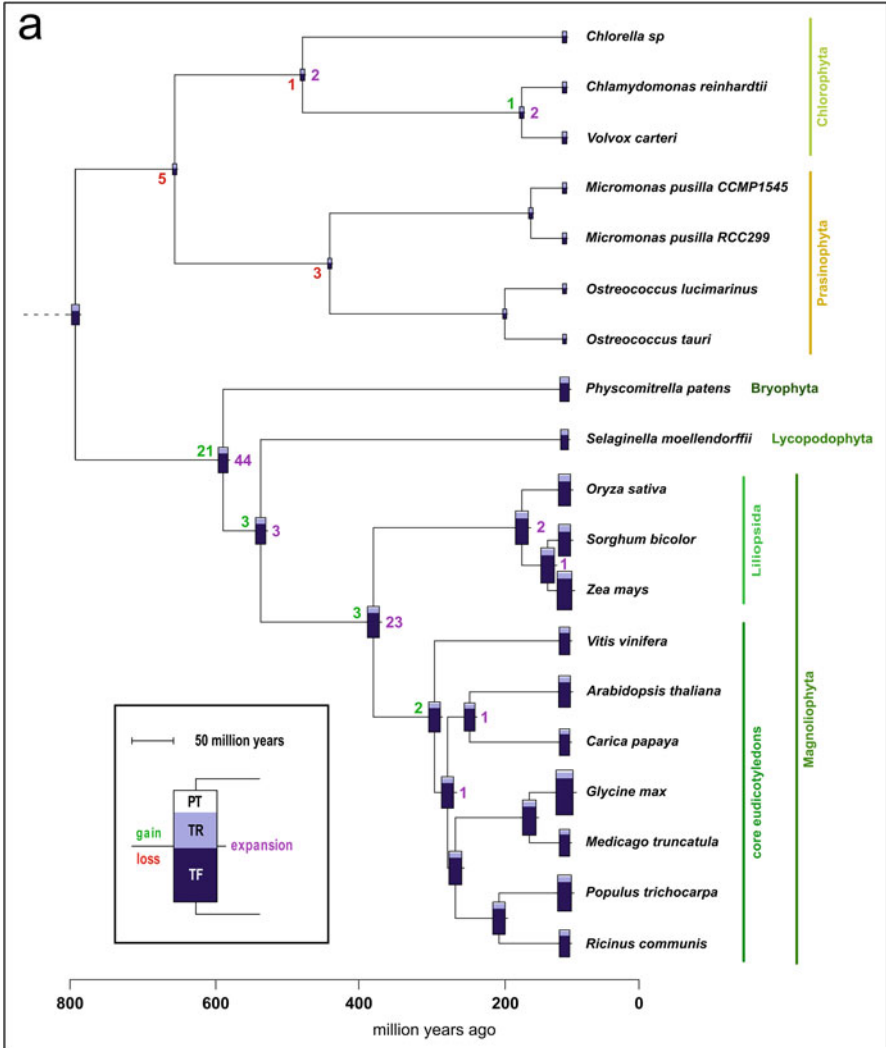 a
Chlorella sp
2
1
Chlamydomonas reinhardtii
1
2
Volvox carteri
Chlorophyta
5
Micromonas pusilla CCMP1545
Micromonas pusilla RCC299
3
Ostreococcus lucimarinus
Ostreococcus tauri
Prasinophyta
Physcomitrella patens Bryophyta
21
44
Selaginella moellendorffii Lycopodophyta
3
3
Oryza sativa
2
Sorghum bicolor
1
Zea mays
Liliopsida
3
23
Vitis vinifera
2
Arabidopsis thaliana
1
Carica papaya
1
Glycine max
Medicago truncatula
Populus trichocarpa
Ricinus communis
core eudicotyledons
Magnoliophyta
50 million years
PT
gain
TR
expansion
loss
TF
800 600 400 200 0
million years ago